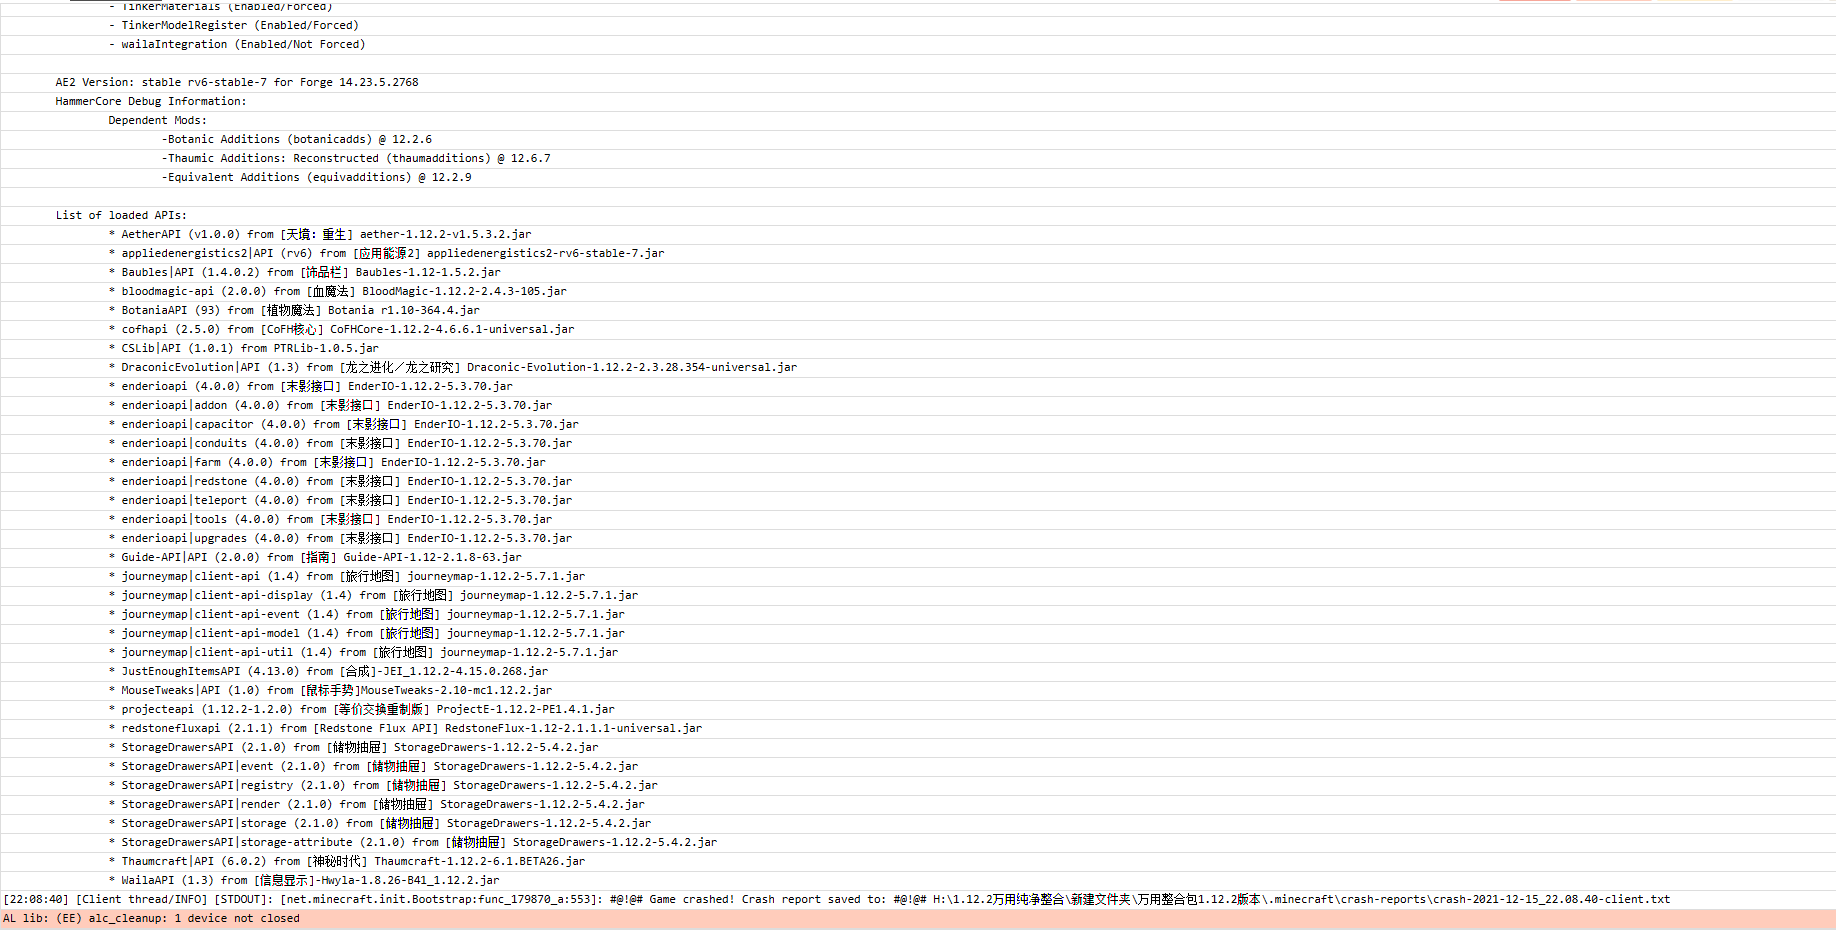 - TinkerMaterials (Enabled/Forced)
- TinkerModelRegister (Enabled/Forced)
- wailaIntegration (Enabled/Not Forced)
AE2 Version: stable rv6-stable-7 for Forge 14.23.5.2768
HammerCore Debug Information:
Dependent Mods:
-Botanic Additions (botanicadds) @ 12.2.6
-Thaumic Additions: Reconstructed (thaumadditions) @ 12.6.7
-Equivalent Additions (equivadditions) @ 12.2.9
List of loaded APIs:
* AetherAPI (v1.0.0) from [天境：重生] aether-1.12.2-v1.5.3.2.jar
* appliedenergistics2|API (rv6) from [应用能源2] appliedenergistics2-rv6-stable-7.jar
* Baubles|API (1.4.0.2) from [饰品栏] Baubles-1.12-1.5.2.jar
* bloodmagic-api (2.0.0) from [血魔法] BloodMagic-1.12.2-2.4.3-105.jar
* BotaniaAPI (93) from [植物魔法] Botania r1.10-364.4.jar
* cofhapi (2.5.0) from [CoFH核心] CoFHCore-1.12.2-4.6.6.1-universal.jar
* CSLib|API (1.0.1) from PTRLib-1.0.5.jar
* DraconicEvolution|API (1.3) from [龙之进化／龙之研究] Draconic-Evolution-1.12.2-2.3.28.354-universal.jar
* enderioapi (4.0.0) from [末影接口] EnderIO-1.12.2-5.3.70.jar
* enderioapi|addon (4.0.0) from [末影接口] EnderIO-1.12.2-5.3.70.jar
* enderioapi|capacitor (4.0.0) from [末影接口] EnderIO-1.12.2-5.3.70.jar
* enderioapi|conduits (4.0.0) from [末影接口] EnderIO-1.12.2-5.3.70.jar
* enderioapi|farm (4.0.0) from [末影接口] EnderIO-1.12.2-5.3.70.jar
* enderioapi|redstone (4.0.0) from [末影接口] EnderIO-1.12.2-5.3.70.jar
* enderioapi|teleport (4.0.0) from [末影接口] EnderIO-1.12.2-5.3.70.jar
* enderioapi|tools (4.0.0) from [末影接口] EnderIO-1.12.2-5.3.70.jar
* enderioapi|upgrades (4.0.0) from [末影接口] EnderIO-1.12.2-5.3.70.jar
* Guide-API|API (2.0.0) from [指南] Guide-API-1.12-2.1.8-63.jar
* journeymap|client-api (1.4) from [旅行地图] journeymap-1.12.2-5.7.1.jar
* journeymap|client-api-display (1.4) from [旅行地图] journeymap-1.12.2-5.7.1.jar
* journeymap|client-api-event (1.4) from [旅行地图] journeymap-1.12.2-5.7.1.jar
* journeymap|client-api-model (1.4) from [旅行地图] journeymap-1.12.2-5.7.1.jar
* journeymap|client-api-util (1.4) from [旅行地图] journeymap-1.12.2-5.7.1.jar
* JustEnoughItemsAPI (4.13.0) from [合成]-JEI_1.12.2-4.15.0.268.jar
* MouseTweaks|API (1.0) from [鼠标手势]MouseTweaks-2.10-mc1.12.2.jar
* projecteapi (1.12.2-1.2.0) from [等价交换重制版] ProjectE-1.12.2-PE1.4.1.jar
* redstonefluxapi (2.1.1) from [Redstone Flux API] RedstoneFlux-1.12-2.1.1.1-universal.jar
* StorageDrawersAPI (2.1.0) from [储物抽屉] StorageDrawers-1.12.2-5.4.2.jar
* StorageDrawersAPI|event (2.1.0) from [储物抽屉] StorageDrawers-1.12.2-5.4.2.jar
* StorageDrawersAPI|registry (2.1.0) from [储物抽屉] StorageDrawers-1.12.2-5.4.2.jar
* StorageDrawersAPI|render (2.1.0) from [储物抽屉] StorageDrawers-1.12.2-5.4.2.jar
* StorageDrawersAPI|storage (2.1.0) from [储物抽屉] StorageDrawers-1.12.2-5.4.2.jar
* StorageDrawersAPI|storage-attribute (2.1.0) from [储物抽屉] StorageDrawers-1.12.2-5.4.2.jar
* Thaumcraft|API (6.0.2) from [神秘时代] Thaumcraft-1.12.2-6.1.BETA26.jar
* WailaAPI (1.3) from [信息显示]-Hwyla-1.8.26-B41_1.12.2.jar
[22:08:40] [Client thread/INFO] [STDOUT]: [net.minecraft.init.Bootstrap:func_179870_a:553]: #@!@# Game crashed! Crash report saved to: #@!@# H:\1.12.2万用纯净整合\新建文件夹\万用整合包1.12.2版本\.minecraft\crash-reports\crash-2021-12-15_22.08.40-client.txt
AL lib: (EE) alc_cleanup: 1 device not closed